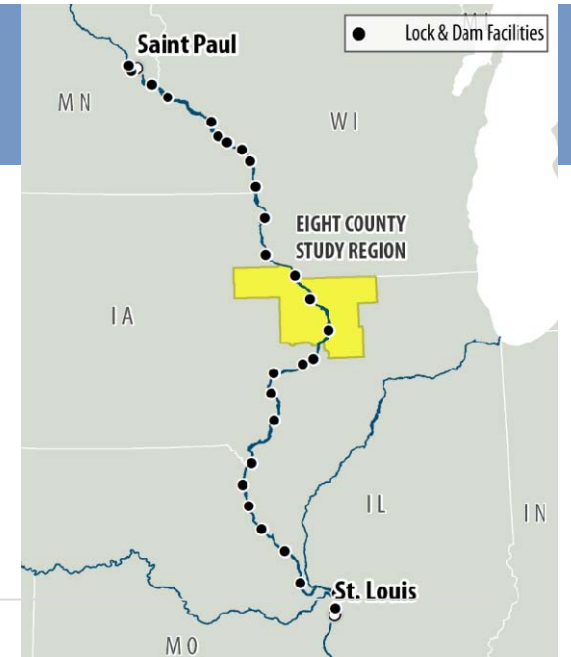 Saint Paul
Lock & Dam Facilities
MN
WI
EIGHT COUNTY
STUDY REGION
IA
IL
IN
St. Louis
MO